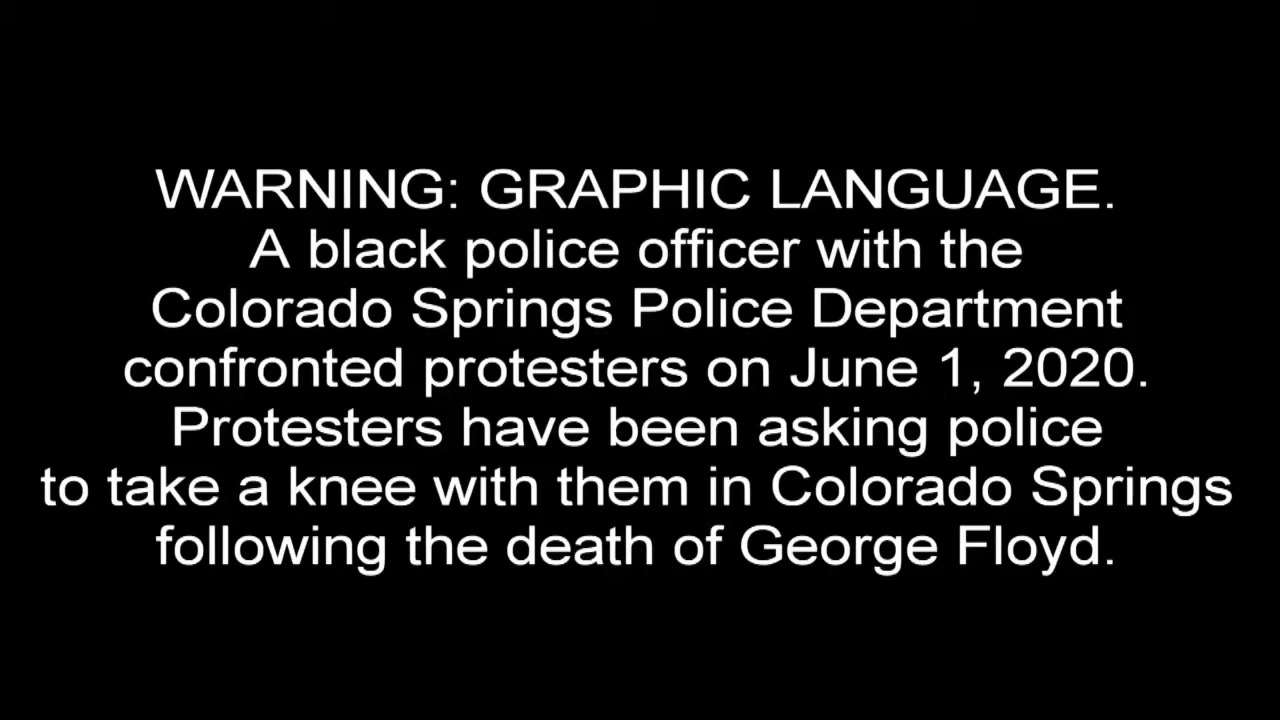 WARNING: GRAPHIC LANGUAGE.
A black police officer with the
Colorado Springs Police Department
confronted protesters on June 1, 2020.
Protesters have been asking police
to take a knee with them in Colorado Springs
following the death of George Floyd.